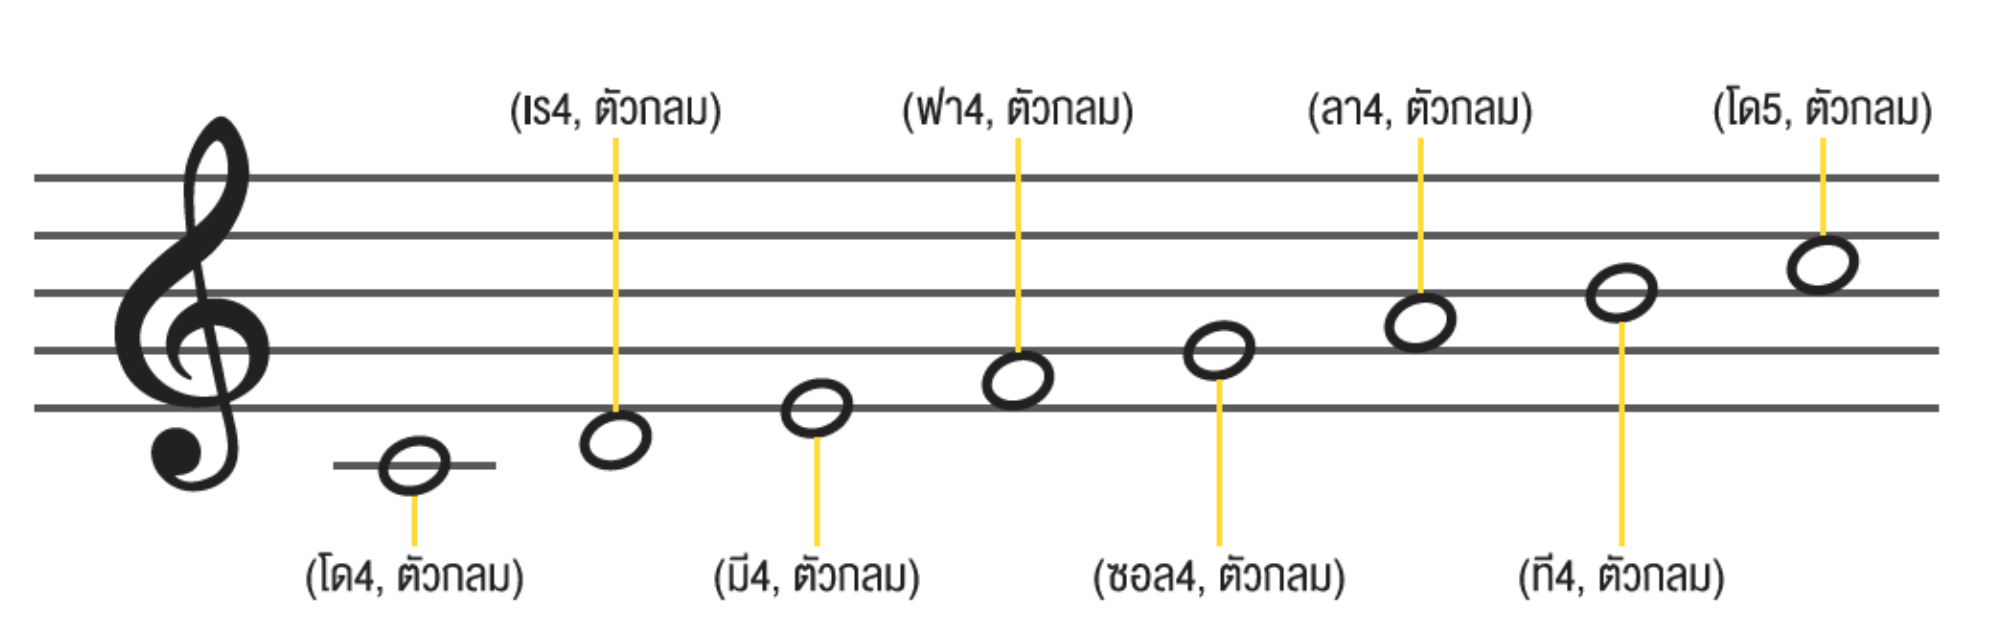 (เร4, ตัวกลม)
(ฟา4, ตัวกลม)
(ลา4, ตัวกลม)
(โด5, ตัวกลม)
(โด4, ตัวกลม)
(มี4, ตัวกลม)
(ซอล4, ตัวกลม)
(ที4, ตัวกลม)